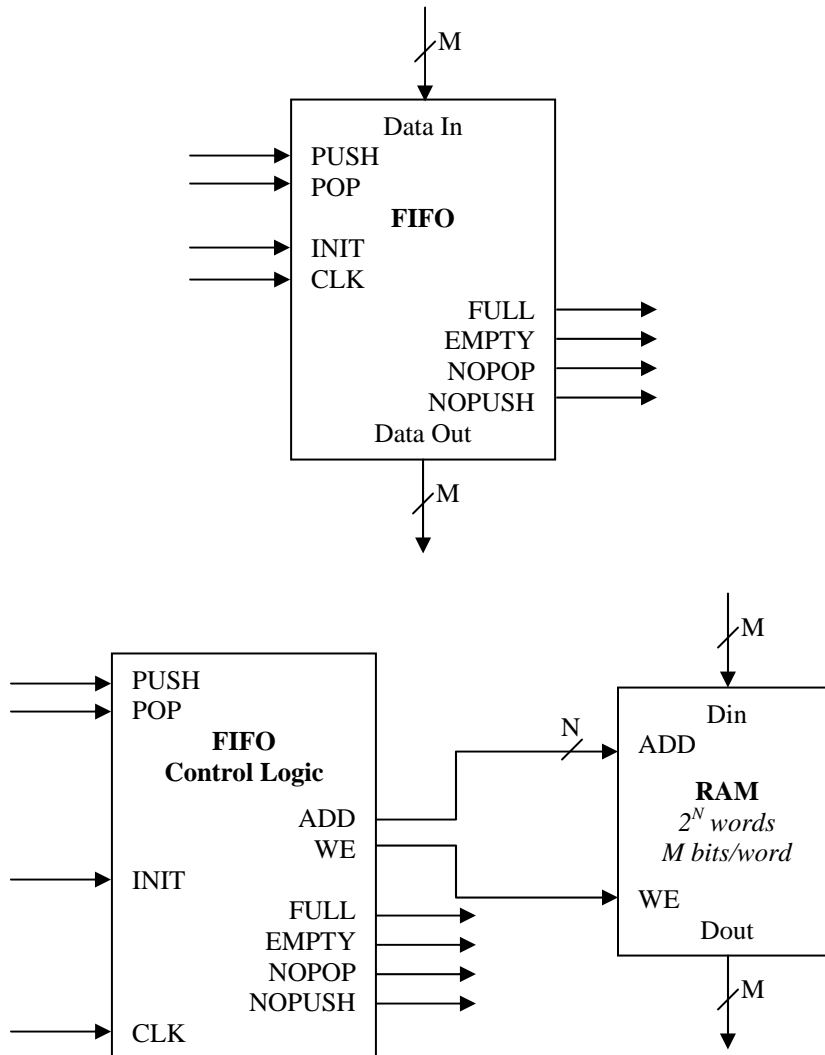 M
Data In
PUSH
POP
FIFO
INIT
CLK
FULL
EMPTY
NOPOP
NOPUSH
Data Out
M
M
PUSH
POP
FIFO
Control Logic
ADD
WE
INIT
FULL
EMPTY
NOPOP
NOPUSH
CLK
N
Din
ADD
RAM
2^N words
M bits/word
WE
Dout
M